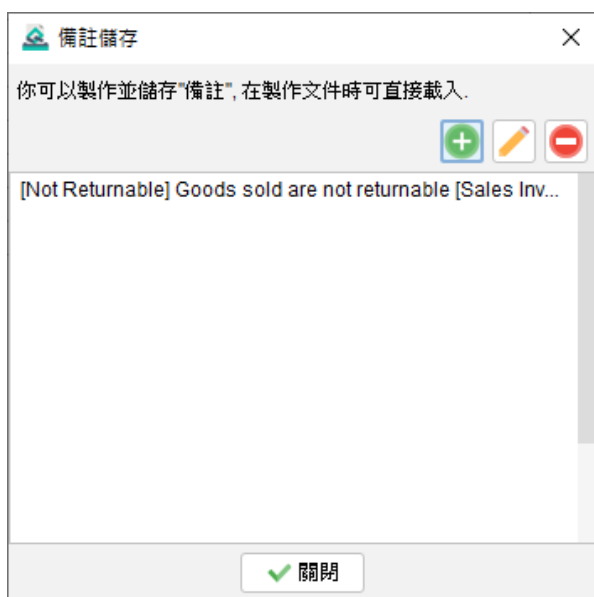 備註儲存
你可以製作並儲存"備註", 在製作文件時可直接載入.
[Not Returnable] Goods sold are not returnable [Sales Inv...
關閉